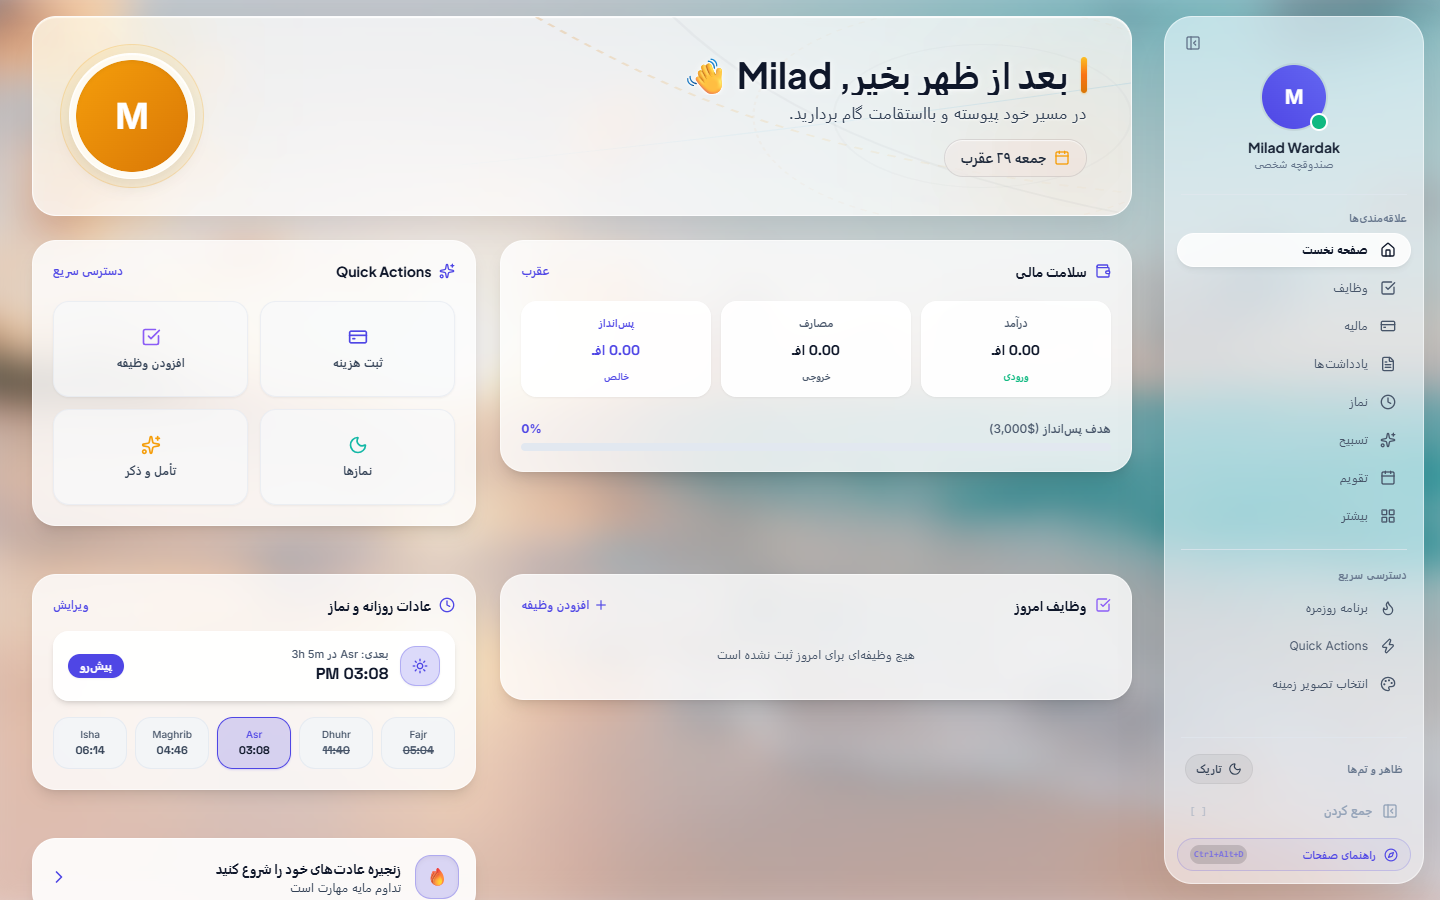 M
Milad Wardak
صندوقچه شخصی
علاقه‌مندی‌ها
صفحه نخست
وظایف
مالیه
یادداشت‌ها
نماز
تسبیح
تقویم
بیشتر
دسترسی سریع
برنامه روزمره
Quick Actions
انتخاب تصویر زمینه
ظاهر و تم‌ها
تاریک
جمع کردن
[ ]
راهنمای صفحات
Ctrl+Alt+D
بعد از ظهر بخیر, Milad 👋
در مسیر خود پیوسته و بااستقامت گام بردارید.
جمعه ۲۹ عقرب
M
سلامت مالی
عقرب
درآمد
0.00 افـ
ورودی
مصارف
0.00 افـ
خروجی
پس‌انداز
0.00 افـ
خالص
هدف پس‌انداز (3,000$)
0%
Quick Actions
دسترسی سریع
ثبت هزینه
افزودن وظیفه
نمازها
تأمل و ذکر
وظایف امروز
افزودن وظیفه
هیچ وظیفه‌ای برای امروز ثبت نشده است
عادات روزانه و نماز
ویرایش
بعدی: Asr در 3h 5m
03:08 PM
پیش‌رو
Fajr
05:04
Dhuhr
11:40
Asr
03:08
Maghrib
04:46
Isha
06:14
زنجیره عادت‌های خود را شروع کنید
تداوم مایه مهارت است